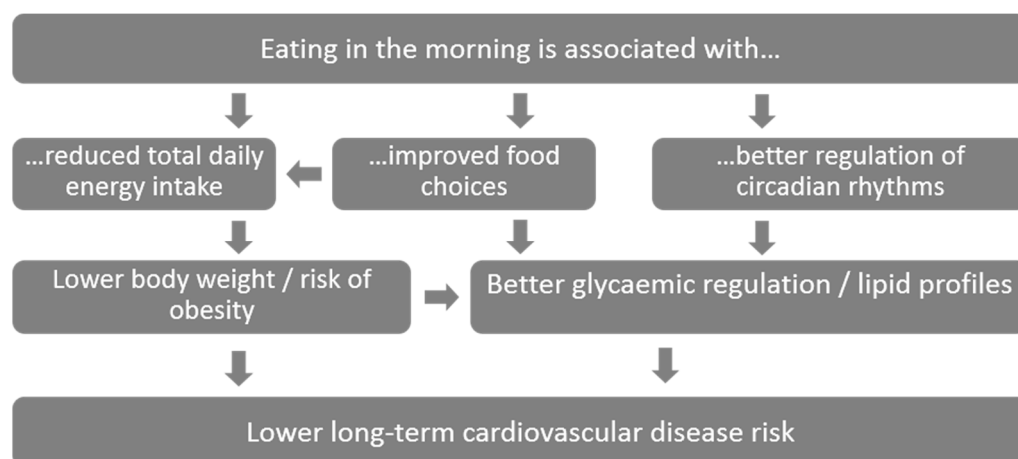 Eating in the morning is associated with…
…reduced total daily
energy intake
…improved food
choices
…better regulation of
circadian rhythms
Lower body weight / risk of
obesity
Better glycaemic regulation / lipid profiles
Lower long-term cardiovascular disease risk